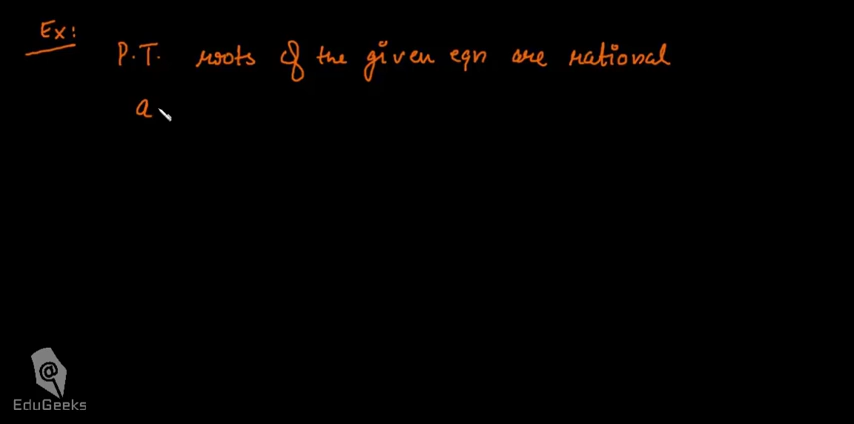 Ex:
P.T. roots of the given eqn are rational
a
@
EduGeeks